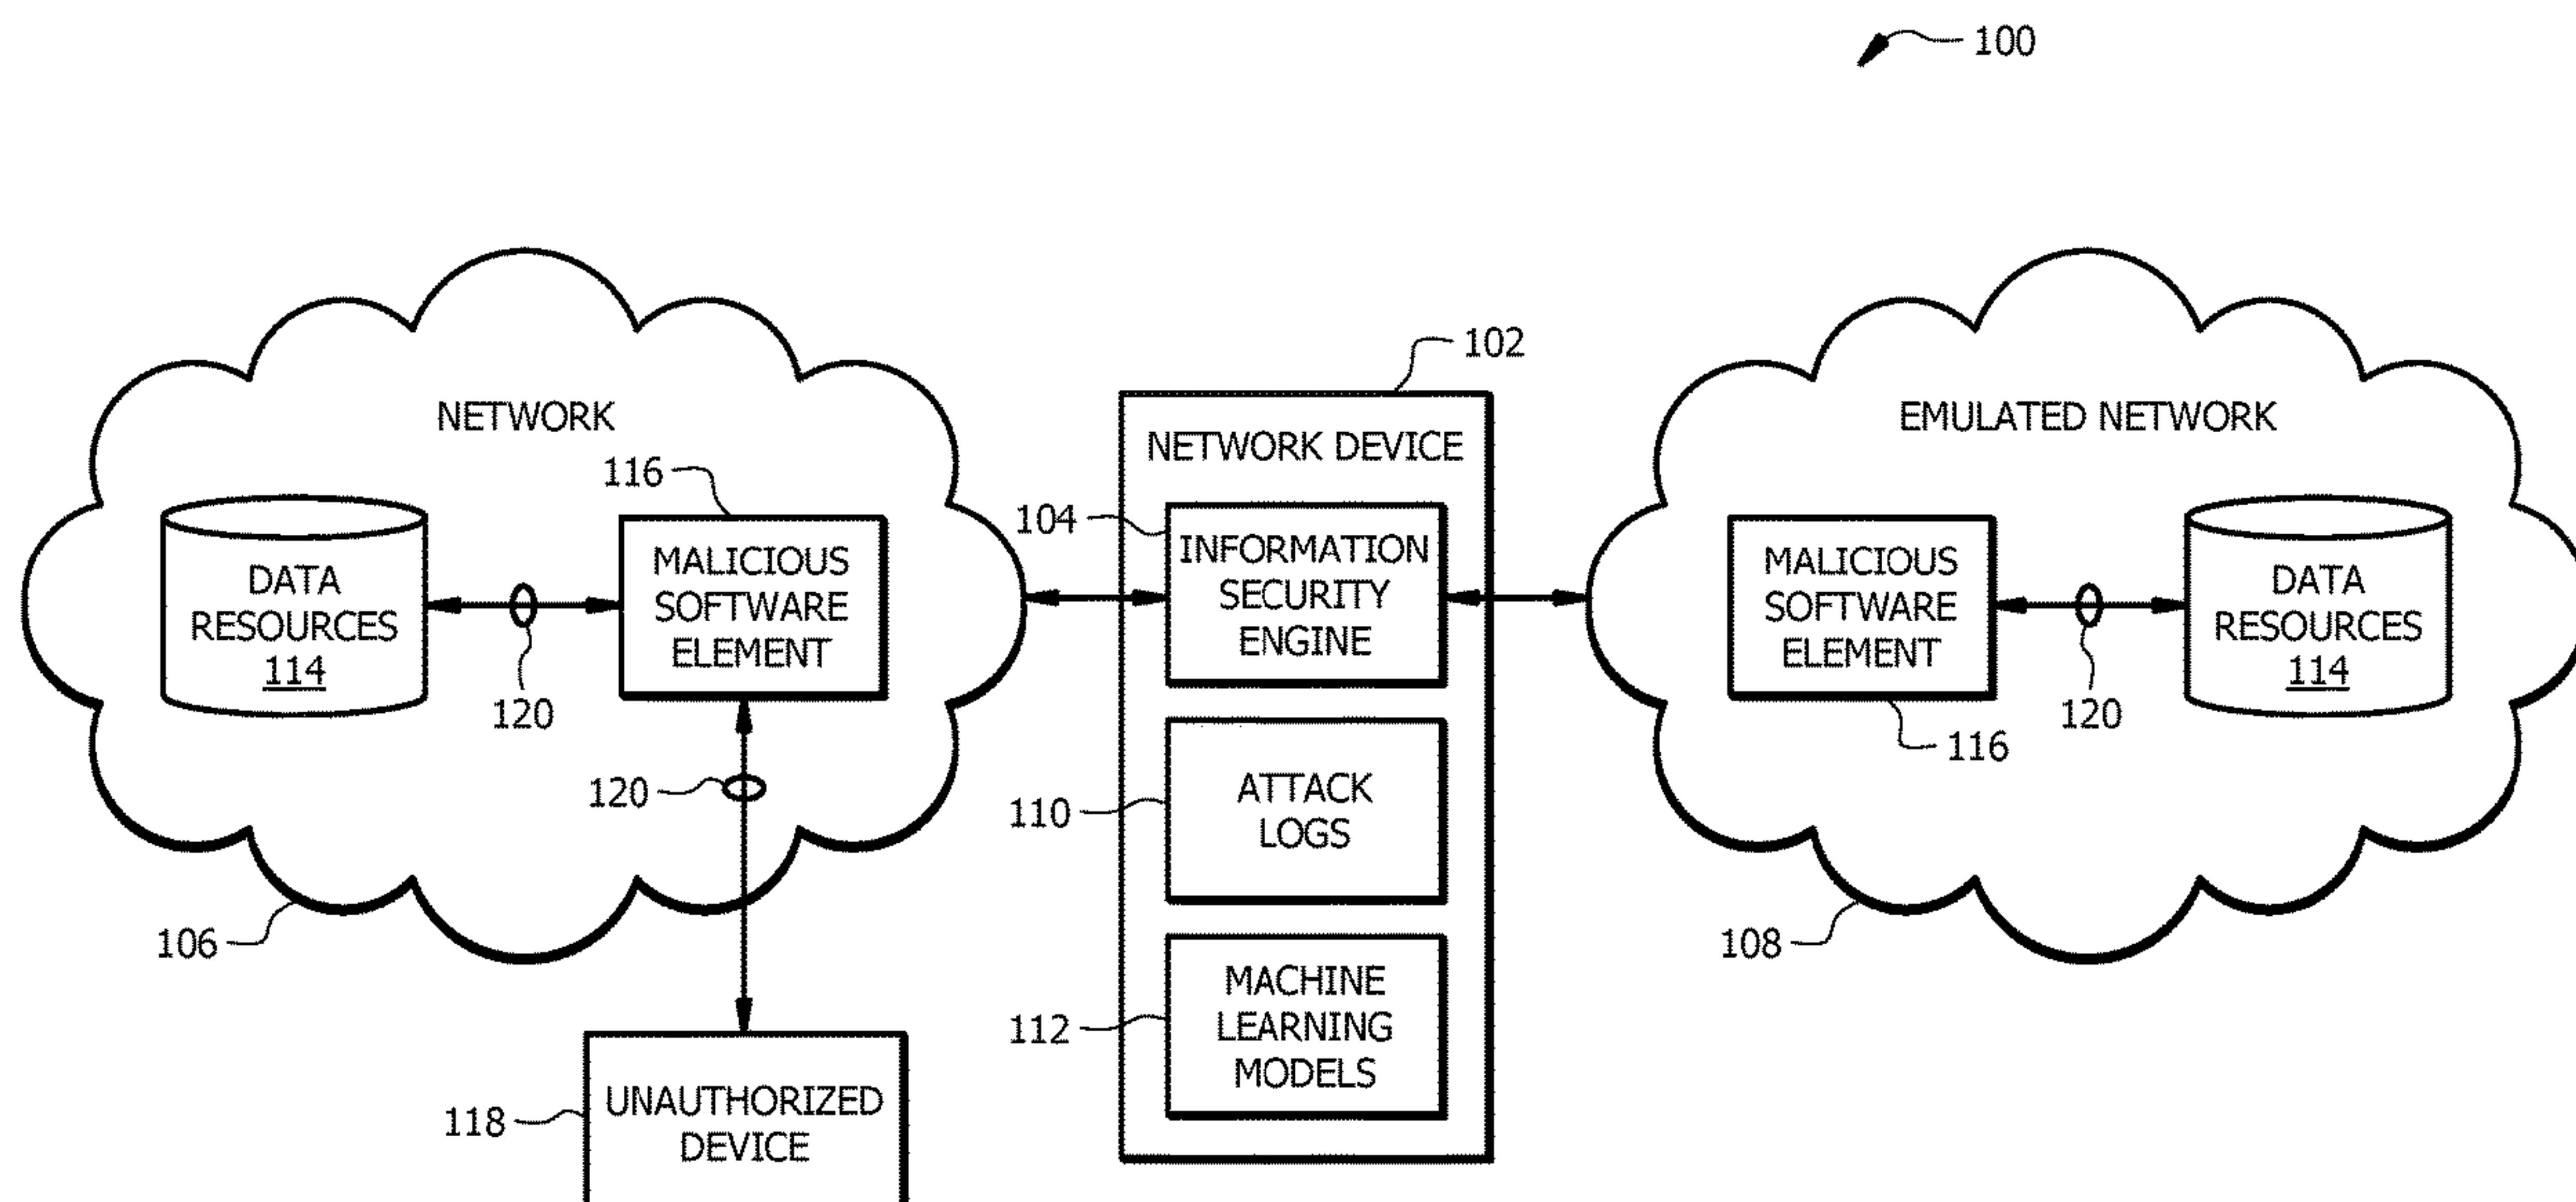 100
NETWORK
116
DATA
RESOURCES
114
120
MALICIOUS
SOFTWARE
ELEMENT
120
106
118
UNAUTHORIZED
DEVICE
102
NETWORK DEVICE
104
INFORMATION
SECURITY
ENGINE
110
ATTACK
LOGS
112
MACHINE
LEARNING
MODELS
EMULATED NETWORK
MALICIOUS
SOFTWARE
ELEMENT
116
120
DATA
RESOURCES
114
108